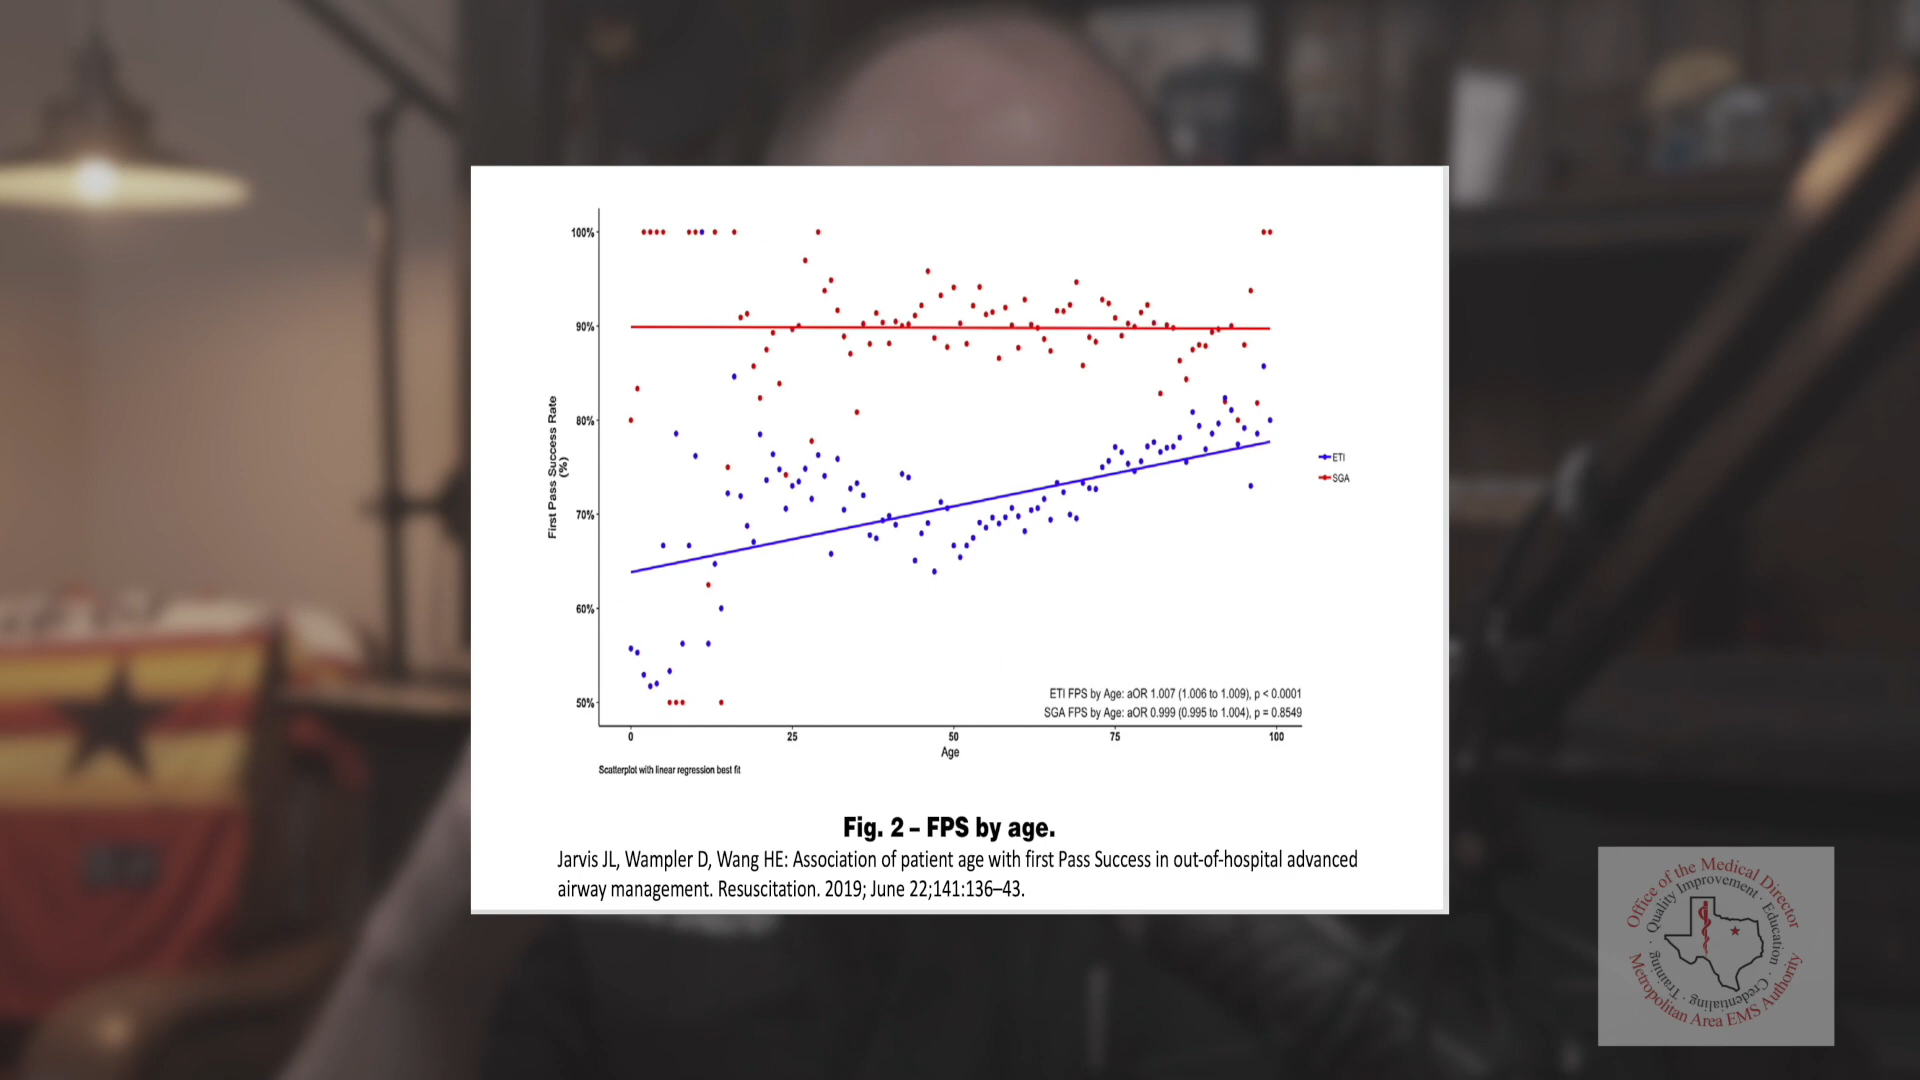 100%
90%
80%
70%
60%
50%
First Pass Success Rate
(%)
ETI
SGA
ETI FPS by Age: aOR 1.007 (1.006 to 1.009), p < 0.0001
SGA FPS by Age: aOR 0.999 (0.995 to 1.004), p = 0.8549
0 25 50 75 100
Age
Scatterplot with linear regression best fit
Fig. 2 – FPS by age.
Jarvis JL, Wampler D, Wang HE: Association of patient age with first Pass Success in out-of-hospital advanced
airway management. Resuscitation. 2019; June 22;141:136–43.
Office of the Medical Director
Quality Improvement · Education
· Credentialing · Training ·
Metropolitan Area EMS Authority